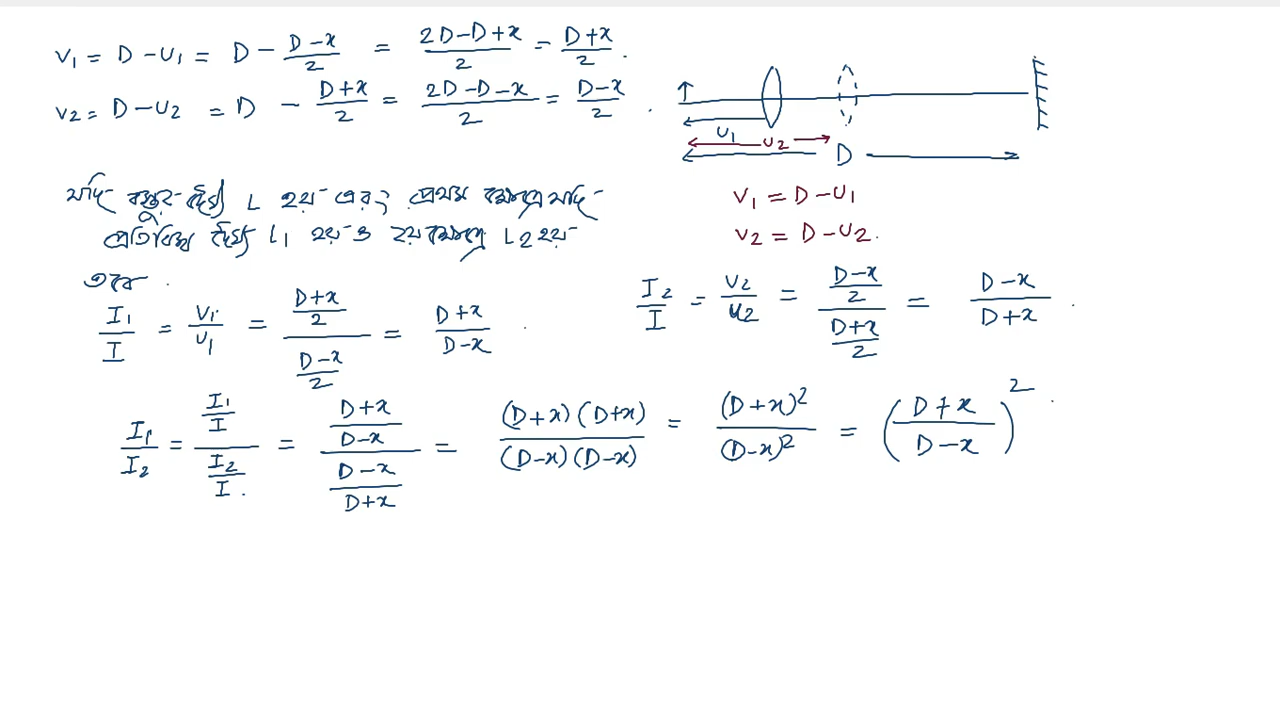 V₁ = D - U₁ = D - (D-x)/2 = (2D-D+x)/2 = (D+x)/2 .
V₂ = D - U₂ = D - (D+x)/2 = (2D-D-x)/2 = (D-x)/2 .
U₁
U₂
D
V₁ = D - U₁
V₂ = D - U₂.
যদি বস্তুর দৈর্ঘ্য L হয় এবং প্রথম ক্ষেত্রে যদি
প্রতিবিম্ব দৈর্ঘ্য L₁ হয় ও ২য় ক্ষেত্রে L₂ হয়
তবে .
I₁/I = V₁/U₁ = ((D+x)/2)/((D-x)/2) = (D+x)/(D-x) .
I₂/I = V₂/U₂ = ((D-x)/2)/((D+x)/2) = (D-x)/(D+x) .
I₁/I₂ = (I₁/I)/(I₂/I) = ((D+x)/(D-x))/((D-x)/(D+x)) = ((D+x)(D+x))/((D-x)(D-x)) = (D+x)²/(D-x)² = ((D+x)/(D-x))² .